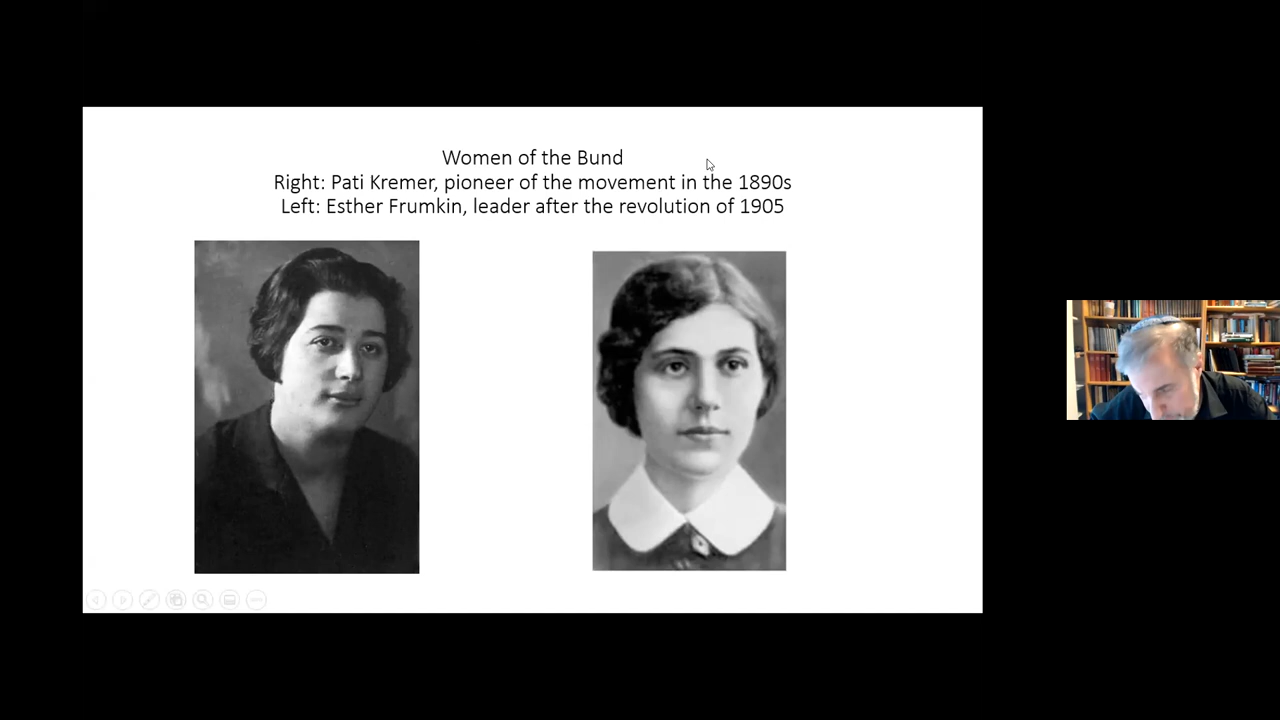 Women of the Bund
Right: Pati Kremer, pioneer of the movement in the 1890s
Left: Esther Frumkin, leader after the revolution of 1905